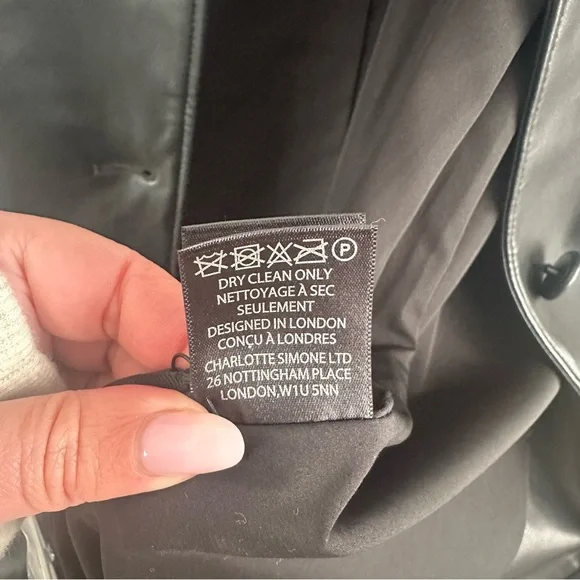 P
DRY CLEAN ONLY
NETTOYAGE À SEC
SEULEMENT
DESIGNED IN LONDON
CONÇU À LONDRES
CHARLOTTE SIMONE LTD
26 NOTTINGHAM PLACE
LONDON,W1U 5NN